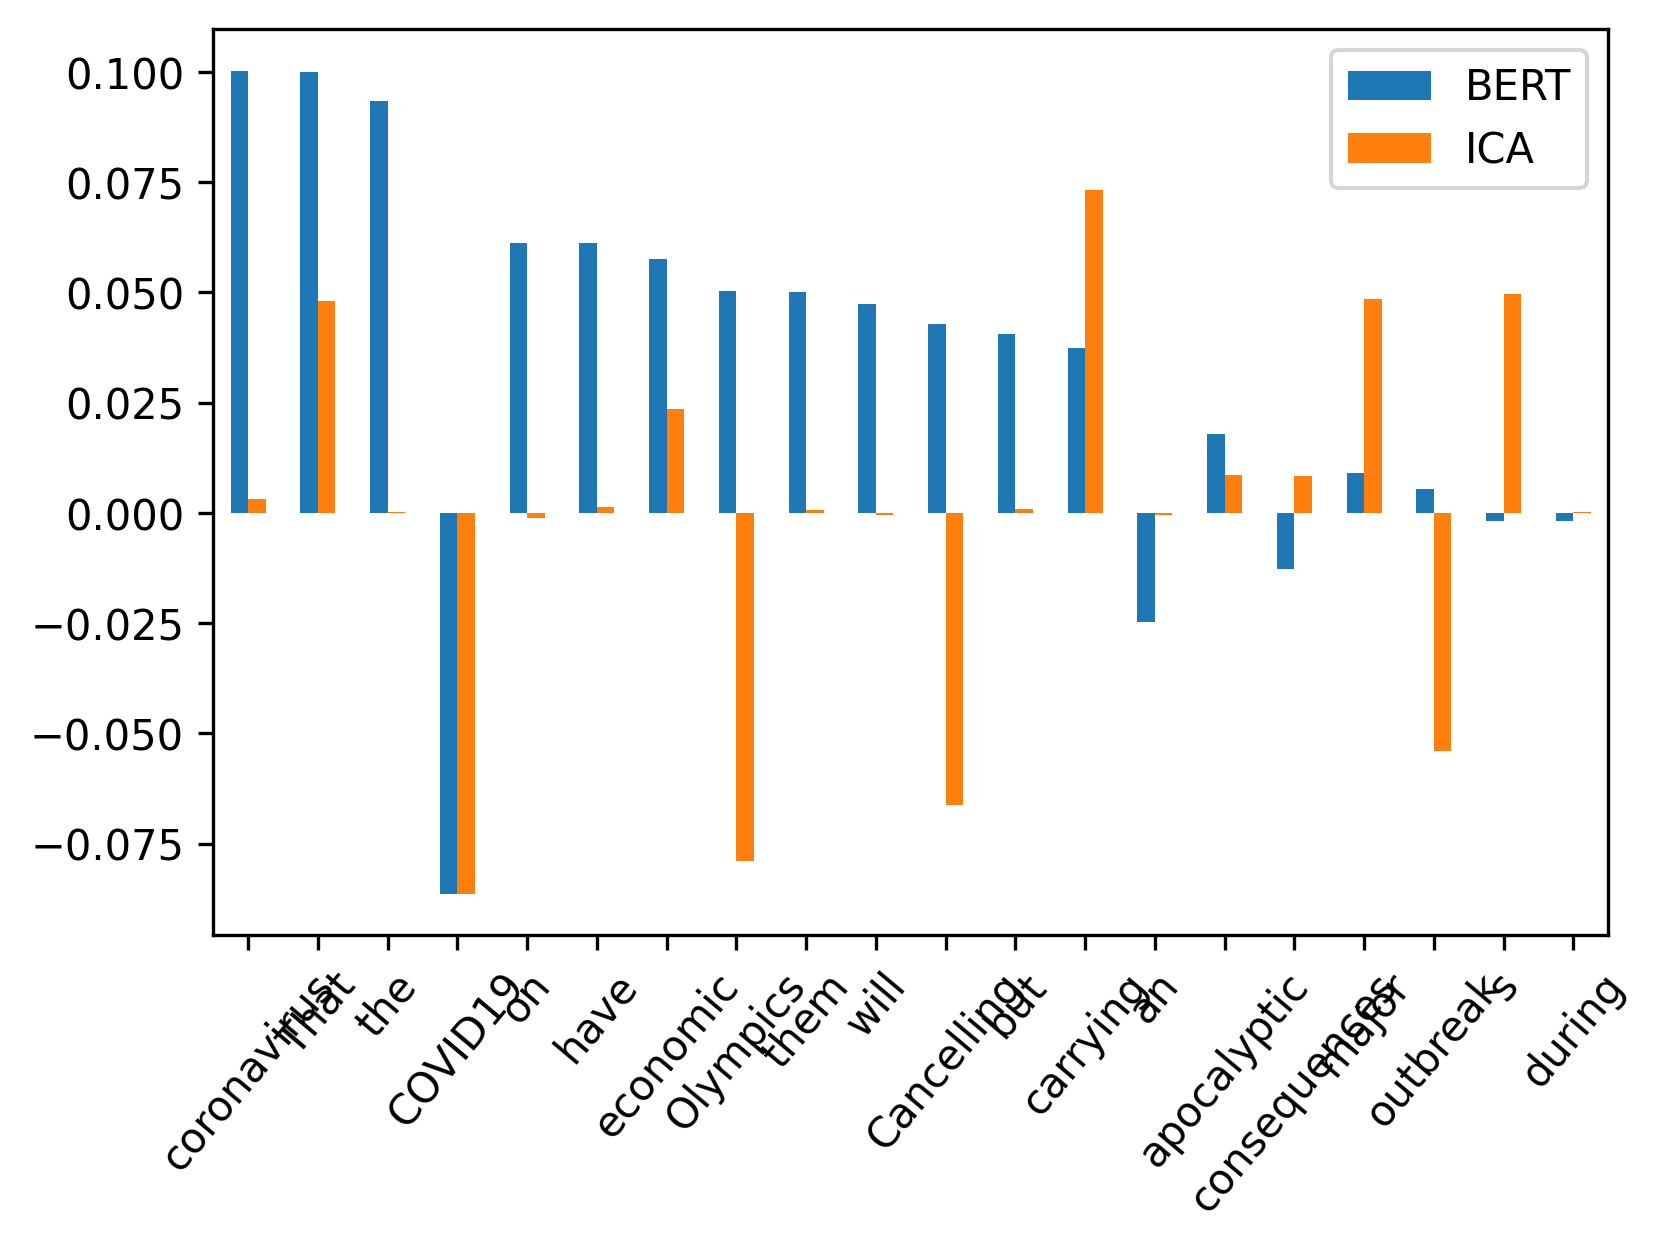 0.100
0.075
0.050
0.025
0.000
−0.025
−0.050
−0.075
BERT
ICA
coronavirus
That
the
COVID19
on
have
economic
Olympics
them
will
Cancelling
but
carrying
an
apocalyptic
consequences
major
outbreak
s
during